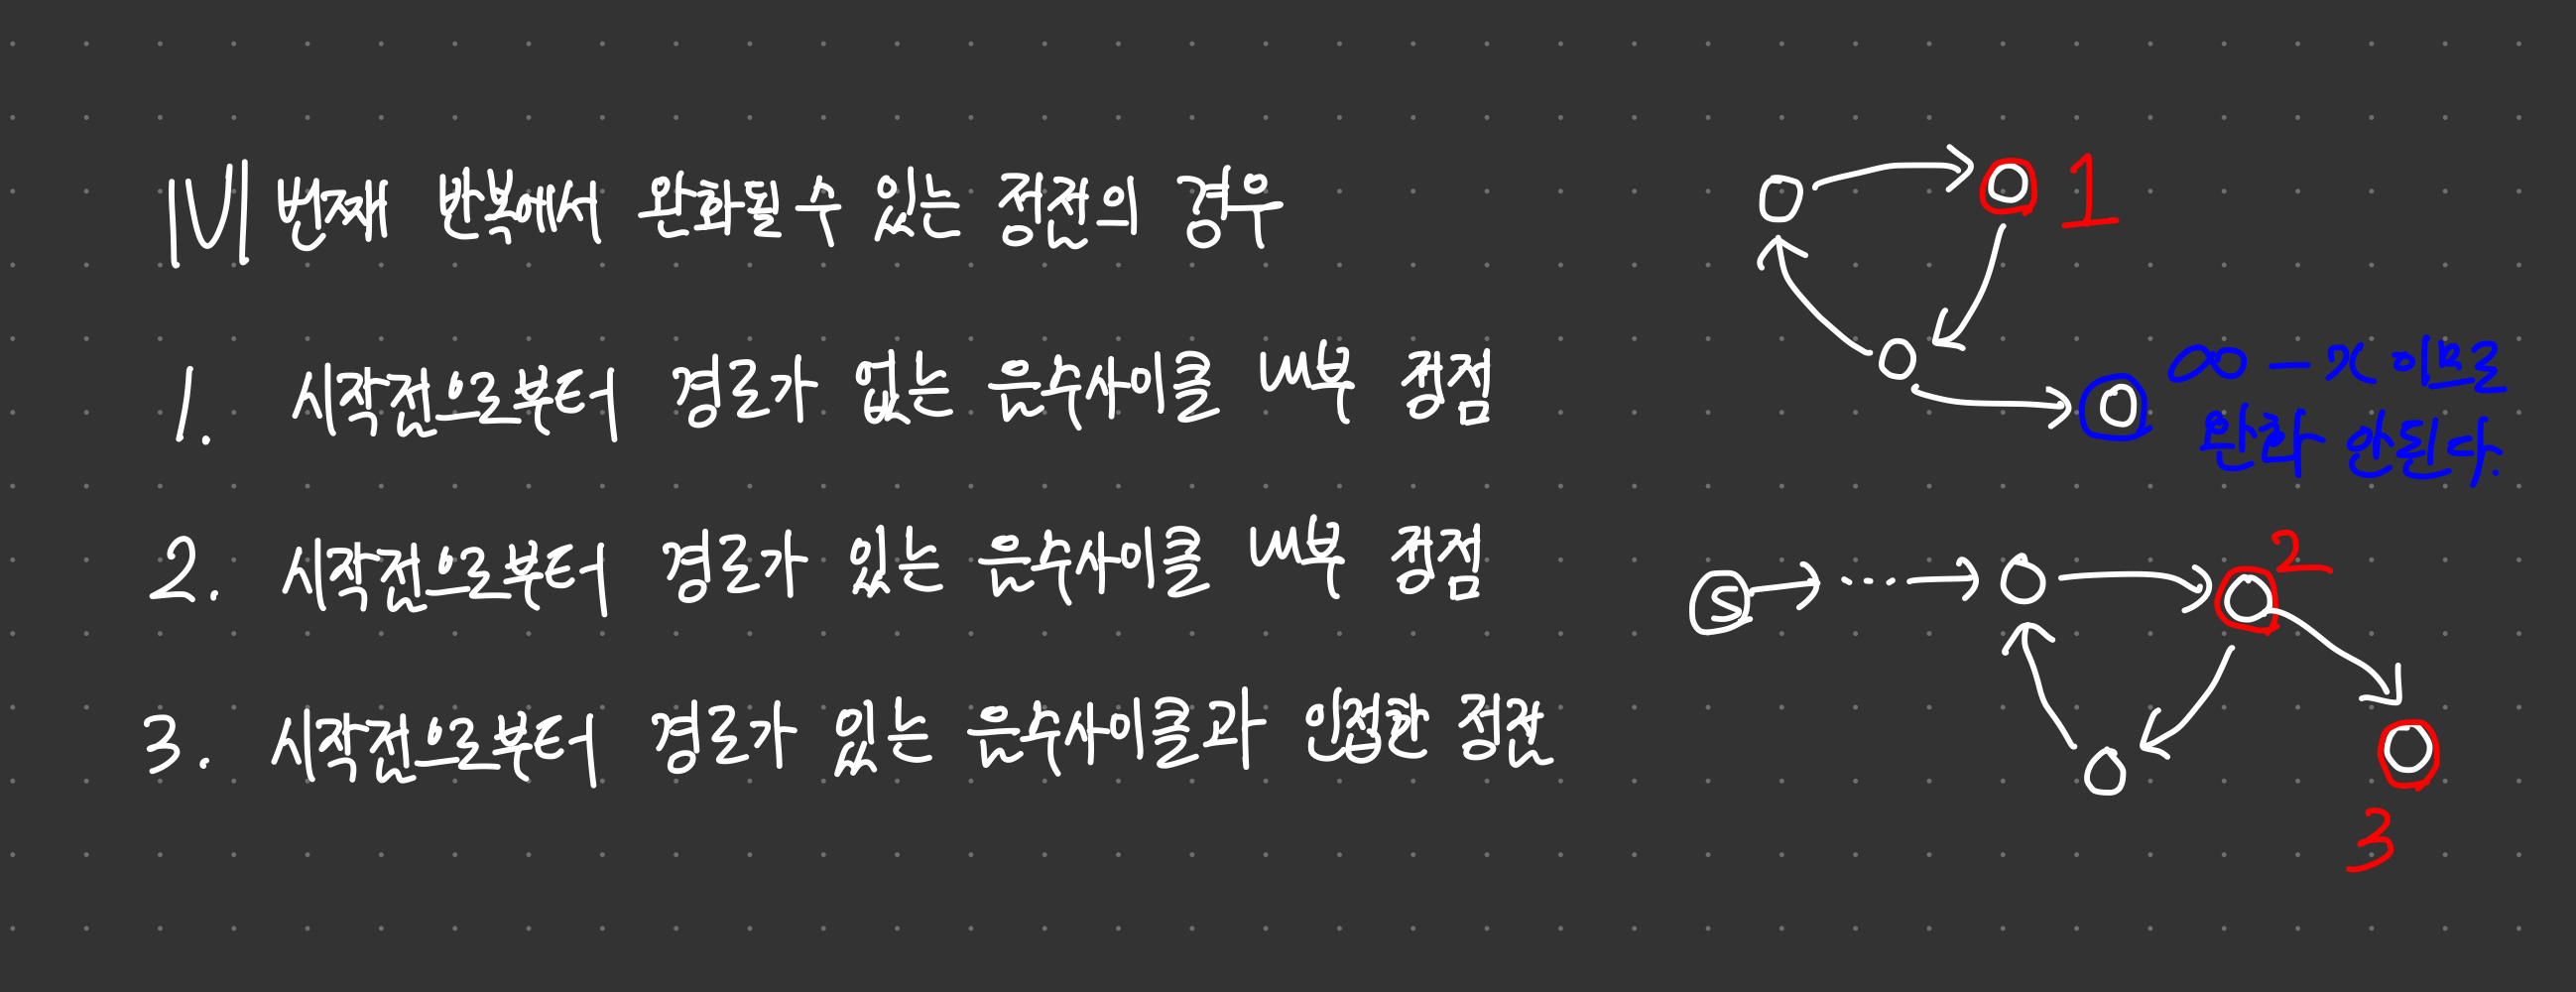 |V| 번째 반복에서 완화될 수 있는 정점의 경우
1. 시작점으로부터 경로가 없는 음수사이클 내부 정점
2. 시작점으로부터 경로가 있는 음수사이클 내부 정점
3. 시작점으로부터 경로가 있는 음수사이클과 인접한 정점
1
∞ - x 이므로
완화 안된다.
S
2
3